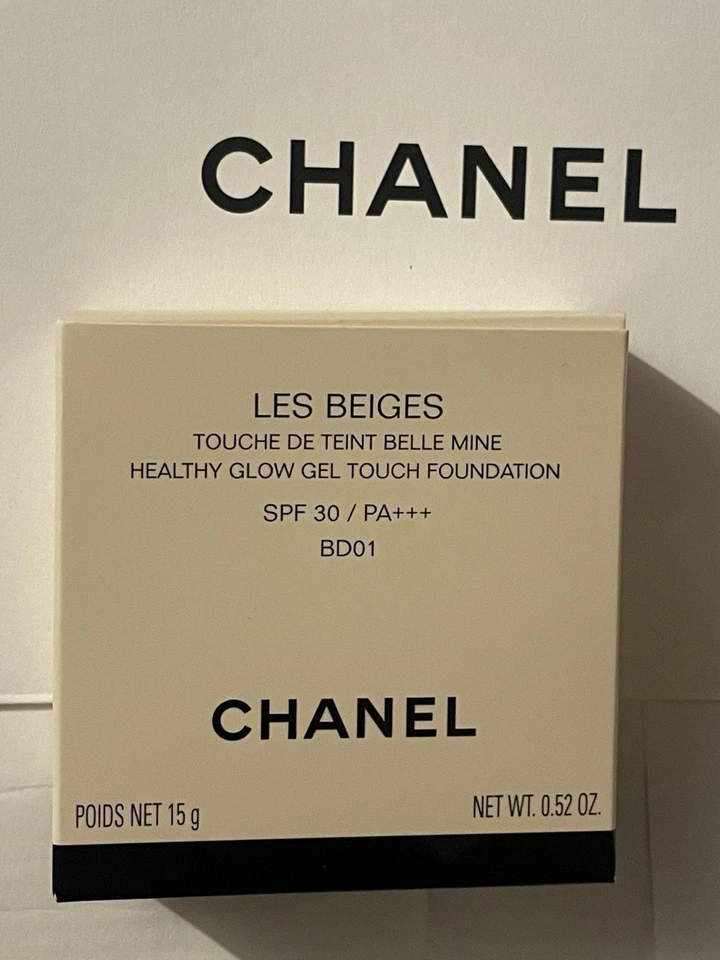 CHANEL
LES BEIGES
TOUCHE DE TEINT BELLE MINE
HEALTHY GLOW GEL TOUCH FOUNDATION
SPF 30 / PA+++
BD01
CHANEL
POIDS NET 15 g
NET WT. 0.52 OZ.